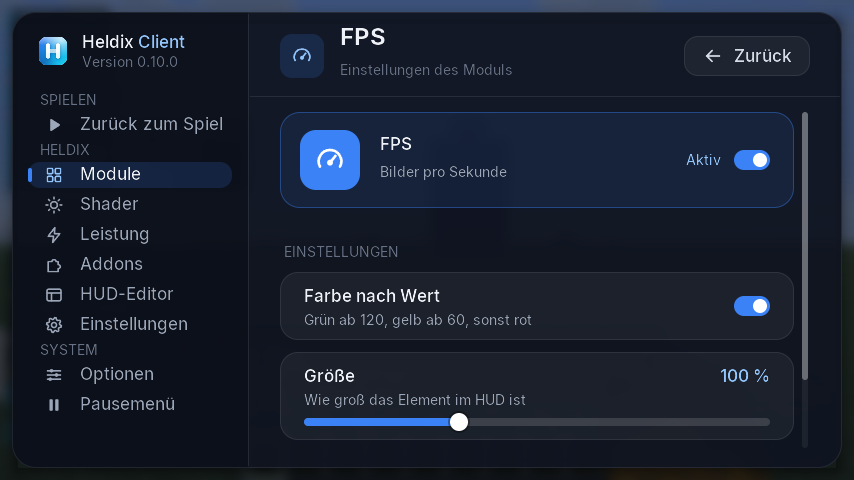 Heldix Client
Version 0.10.0
SPIELEN
Zurück zum Spiel
HELDIX
Module
Shader
Leistung
Addons
HUD-Editor
Einstellungen
SYSTEM
Optionen
Pausemenü
FPS
Einstellungen des Moduls
Zurück
FPS
Bilder pro Sekunde
Aktiv
EINSTELLUNGEN
Farbe nach Wert
Grün ab 120, gelb ab 60, sonst rot
Größe
100 %
Wie groß das Element im HUD ist